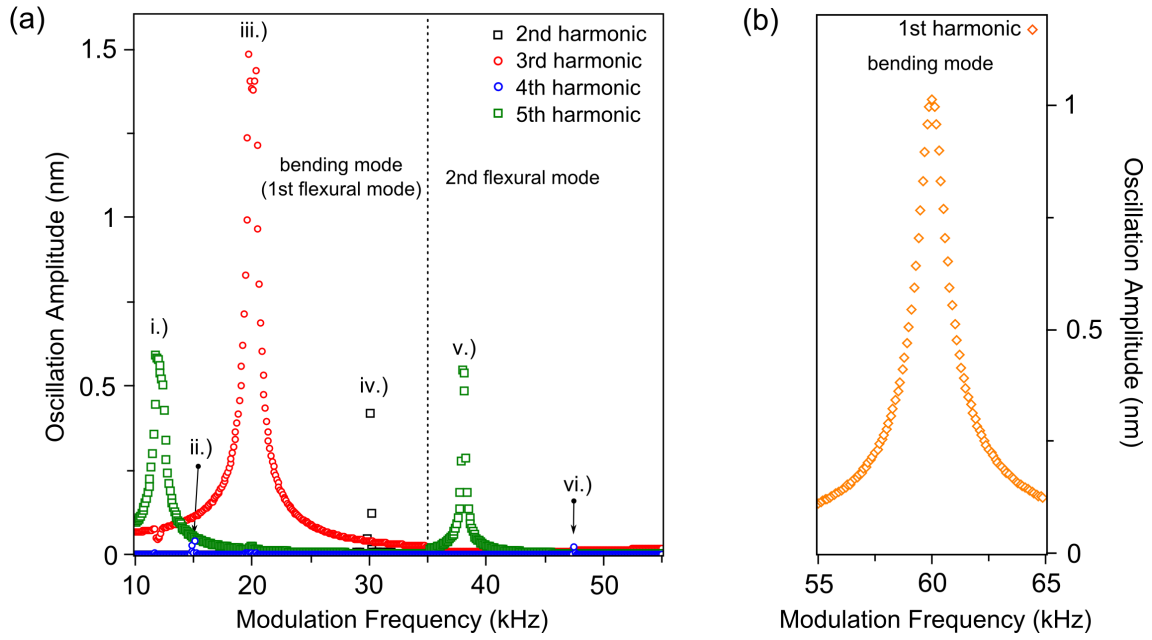 (a)
iii.)
2nd harmonic
3rd harmonic
4th harmonic
5th harmonic
bending mode
(1st flexural mode)
2nd flexural mode
i.)
ii.)
iv.)
v.)
vi.)
1.5
1
0.5
0
10
20
30
40
50
Oscillation Amplitude (nm)
Modulation Frequency (kHz)
(b)
1st harmonic
bending mode
1
0.5
0
55
60
65
Oscillation Amplitude (nm)
Modulation Frequency (kHz)